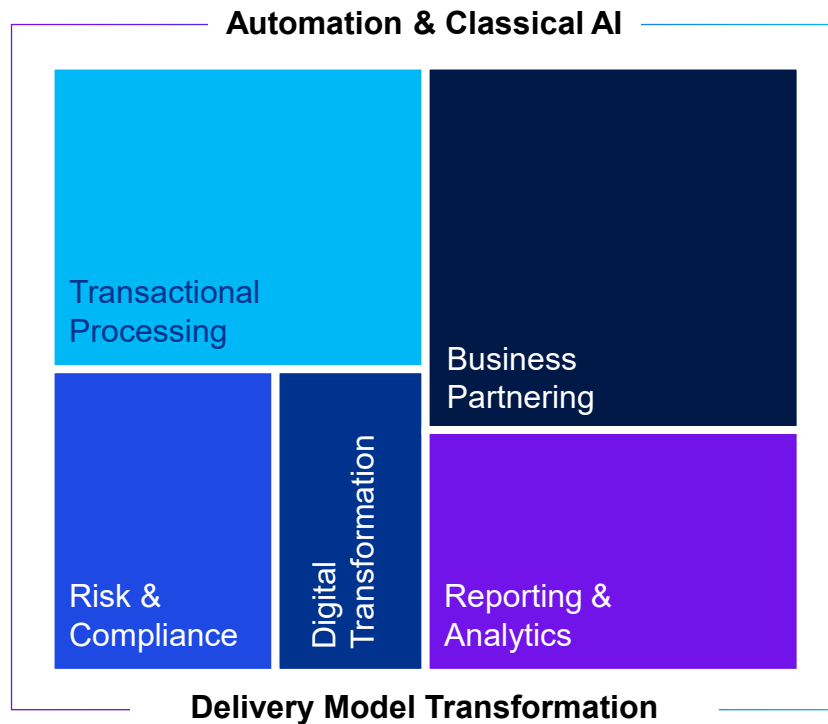 Automation & Classical AI
Transactional
Processing
Business
Partnering
Risk &
Compliance
Digital
Transformation
Reporting &
Analytics
Delivery Model Transformation